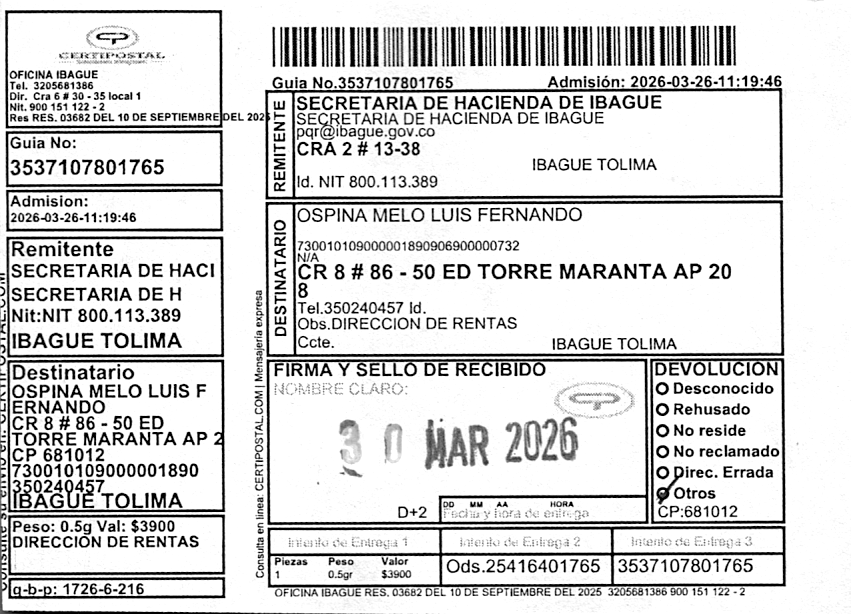 CERTIPOSTAL
OFICINA IBAGUE
Tel. 3205681386
Dir. Cra 6 # 30 - 35 local 1
Nit. 900 151 122 - 2
Res RES. 03682 DEL 10 DE SEPTIEMBRE DEL 2025
Guia No:
3537107801765
Admision:
2026-03-26-11:19:46
Remitente
SECRETARIA DE HACI
SECRETARIA DE H
Nit:NIT 800.113.389
IBAGUE TOLIMA
Destinatario
OSPINA MELO LUIS F
ERNANDO
CR 8 # 86 - 50 ED
TORRE MARANTA AP 2
CP 681012
730010109000001890
350240457
IBAGUE TOLIMA
Peso: 0.5g Val: $3900
DIRECCION DE RENTAS
q-b-p: 1726-6-216
Guia No.3537107801765 Admisión: 2026-03-26-11:19:46
REMITENTE
SECRETARIA DE HACIENDA DE IBAGUE
SECRETARIA DE HACIENDA DE IBAGUE
pqr@ibague.gov.co
CRA 2 # 13-38
IBAGUE TOLIMA
Id. NIT 800.113.389
DESTINATARIO
OSPINA MELO LUIS FERNANDO
730010109000001890906900000732
N/A
CR 8 # 86 - 50 ED TORRE MARANTA AP 20
8
Tel.350240457 Id.
Obs.DIRECCION DE RENTAS
Ccte. IBAGUE TOLIMA
Consulta en línea: CERTIPOSTAL.COM | Mensajería expresa
FIRMA Y SELLO DE RECIBIDO
NOMBRE CLARO:
30 MAR 2026
D+2
DD MM AA HORA
Fecha y hora de entrega
DEVOLUCION
Desconocido
Rehusado
No reside
No reclamado
Direc. Errada
Otros
CP:681012
Intento de Entrega 1 Intento de Entrega 2 Intento de Entrega 3
Piezas Peso Valor
1 0.5gr $3900
Ods.25416401765 3537107801765
OFICINA IBAGUE RES. 03682 DEL 10 DE SEPTIEMBRE DEL 2025 3205681386 900 151 122 - 2